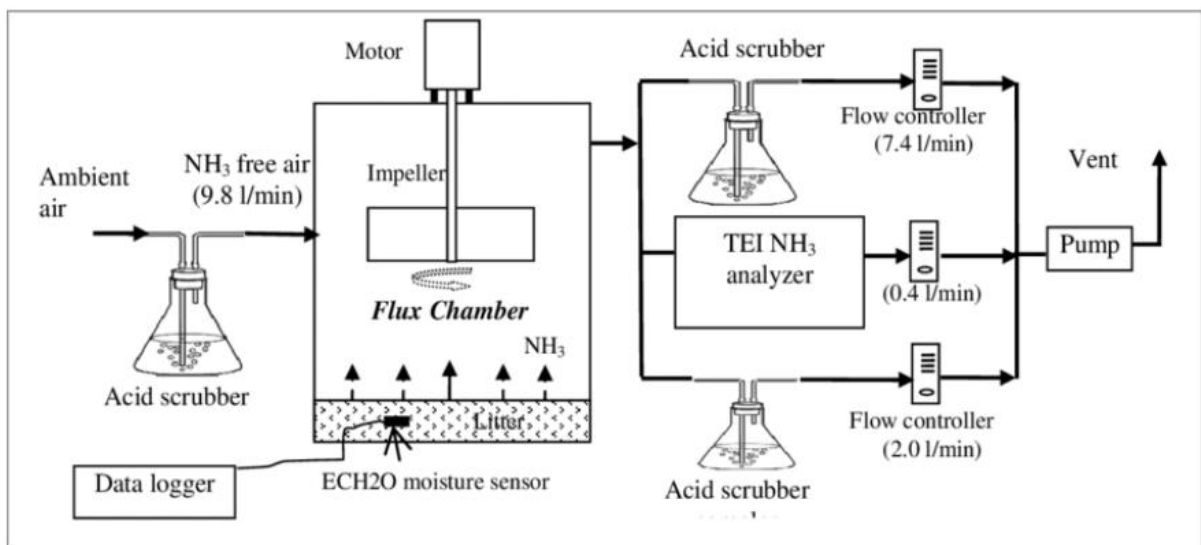 Motor
Acid scrubber
Flow controller
(7.4 l/min)
Vent
NH3 free air
(9.8 l/min)
Ambient
air
Impeller
TEI NH3
analyzer
Pump
(0.4 l/min)
Flux Chamber
NH3
Acid scrubber
Litter
Flow controller
(2.0 l/min)
Data logger
ECH2O moisture sensor
Acid scrubber